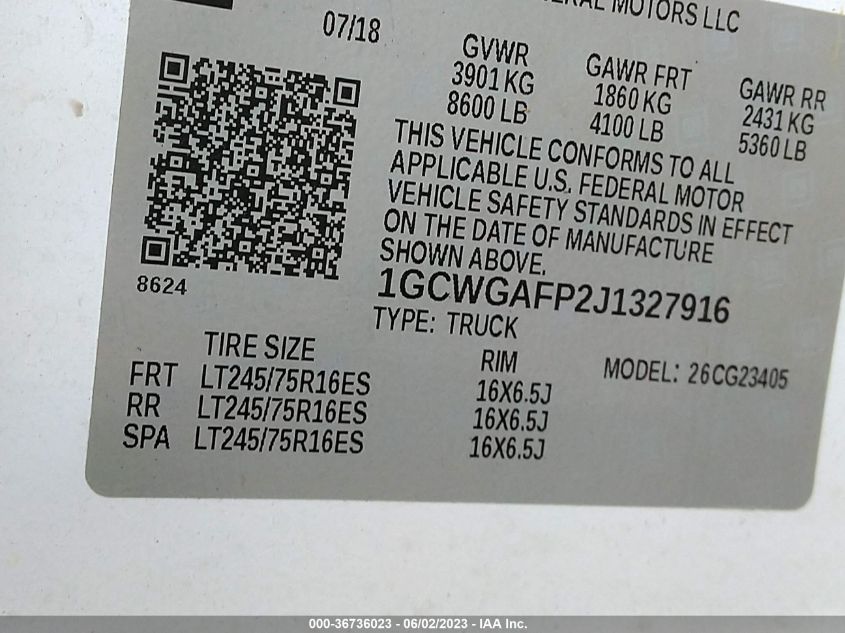 MOTORS LLC
07/18
GVWR GAWR FRT GAWR RR
3901 KG 1860 KG 2431 KG
8600 LB 4100 LB 5360 LB
THIS VEHICLE CONFORMS TO ALL
APPLICABLE U.S. FEDERAL MOTOR
VEHICLE SAFETY STANDARDS IN EFFECT
ON THE DATE OF MANUFACTURE
SHOWN ABOVE.
8624
1GCWGAFP2J1327916
TYPE: TRUCK
MODEL: 26CG23405
TIRE SIZE RIM
FRT LT245/75R16ES 16X6.5J
RR LT245/75R16ES 16X6.5J
SPA LT245/75R16ES 16X6.5J
000-36736023 - 06/02/2023 - IAA Inc.